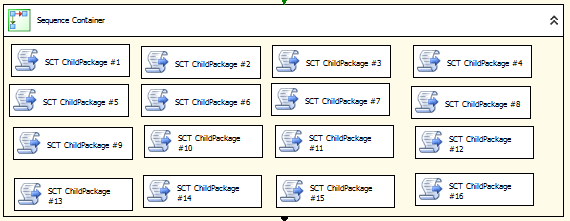 Sequence Container
SCT ChildPackage #1
SCT ChildPackage #2
SCT ChildPackage #3
SCT ChildPackage #4
SCT ChildPackage #5
SCT ChildPackage #6
SCT ChildPackage #7
SCT ChildPackage #8
SCT ChildPackage #9
SCT ChildPackage
#10
SCT ChildPackage
#11
SCT ChildPackage
#12
SCT ChildPackage
#13
SCT ChildPackage
#14
SCT ChildPackage
#15
SCT ChildPackage
#16